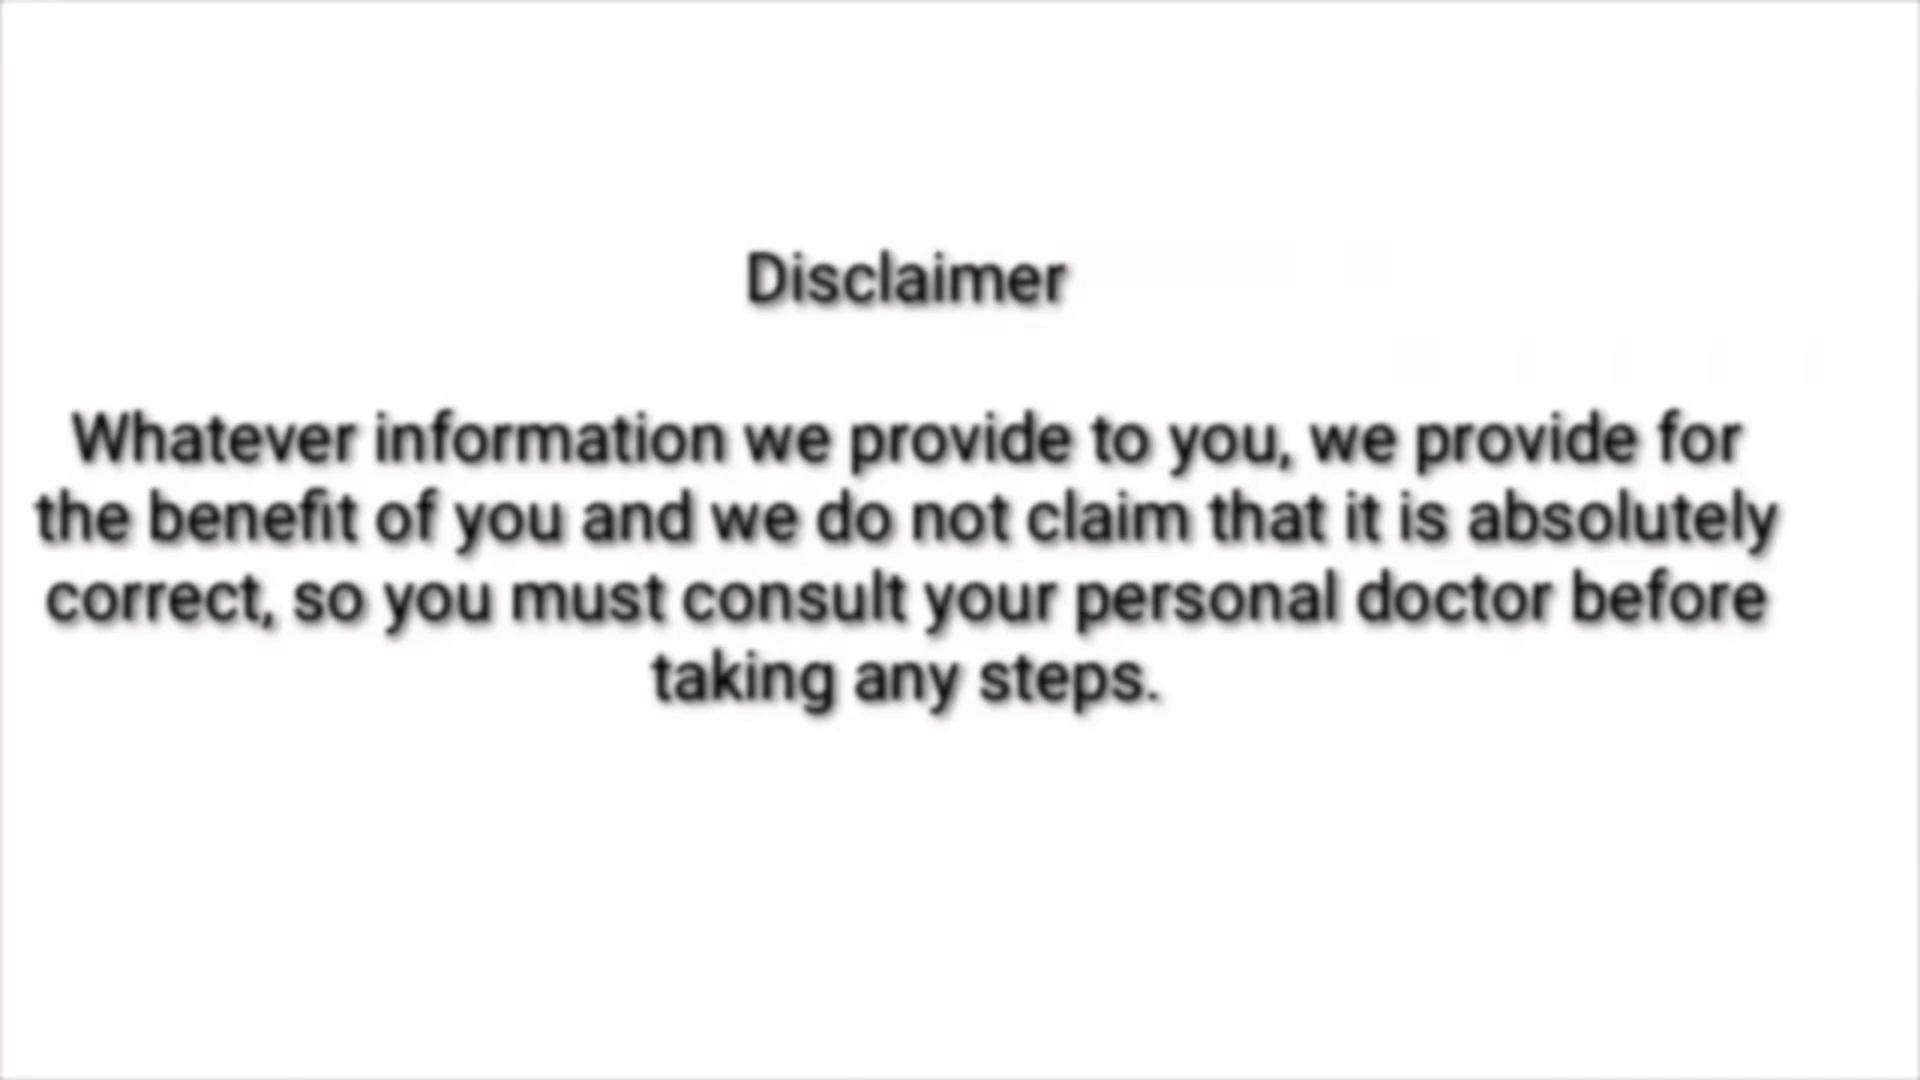 Disclaimer
Whatever information we provide to you, we provide for
the benefit of you and we do not claim that it is absolutely
correct, so you must consult your personal doctor before
taking any steps.